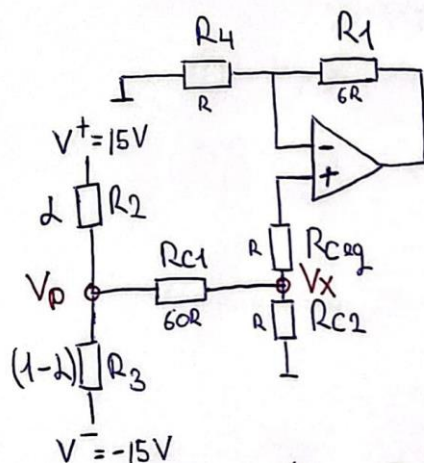 R4 R1
R 6R
V⁺=15V
-
+
α R2
RC1 R RCeq
Vp VX
60R R RC2
(1-α) R3
V⁻=-15V